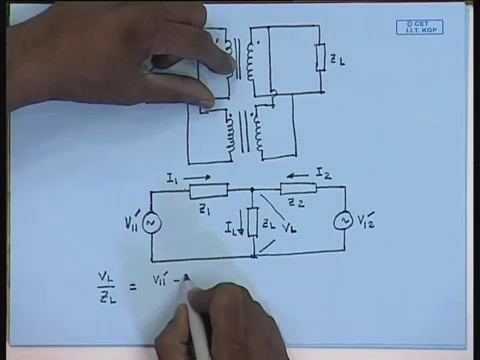 © CET
I.I.T. KGP
ZL
I1
I2
Z1
Z2
V11′
IL
ZL
VL
V12′
VL
ZL
= V11′ –